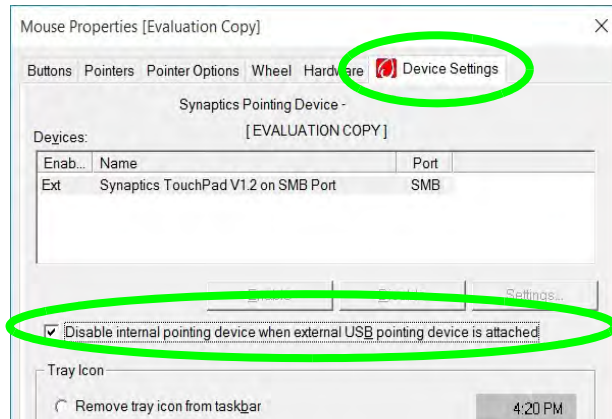 Mouse Properties [Evaluation Copy]
Buttons Pointers Pointer Options Wheel Hardware Device Settings
Synaptics Pointing Device -
[EVALUATION COPY]
Devices:
Enab... Name Port
Ext Synaptics TouchPad V1.2 on SMB Port SMB
Settings...
Disable internal pointing device when external USB pointing device is attached
Tray Icon
Remove tray icon from taskbar
4:20 PM